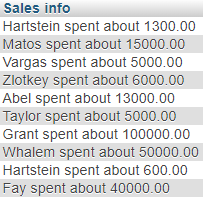 Sales info
Hartstein spent about 1300.00
Matos spent about 15000.00
Vargas spent about 5000.00
Zlotkey spent about 6000.00
Abel spent about 13000.00
Taylor spent about 5000.00
Grant spent about 100000.00
Whalem spent about 50000.00
Hartstein spent about 600.00
Fay spent about 40000.00